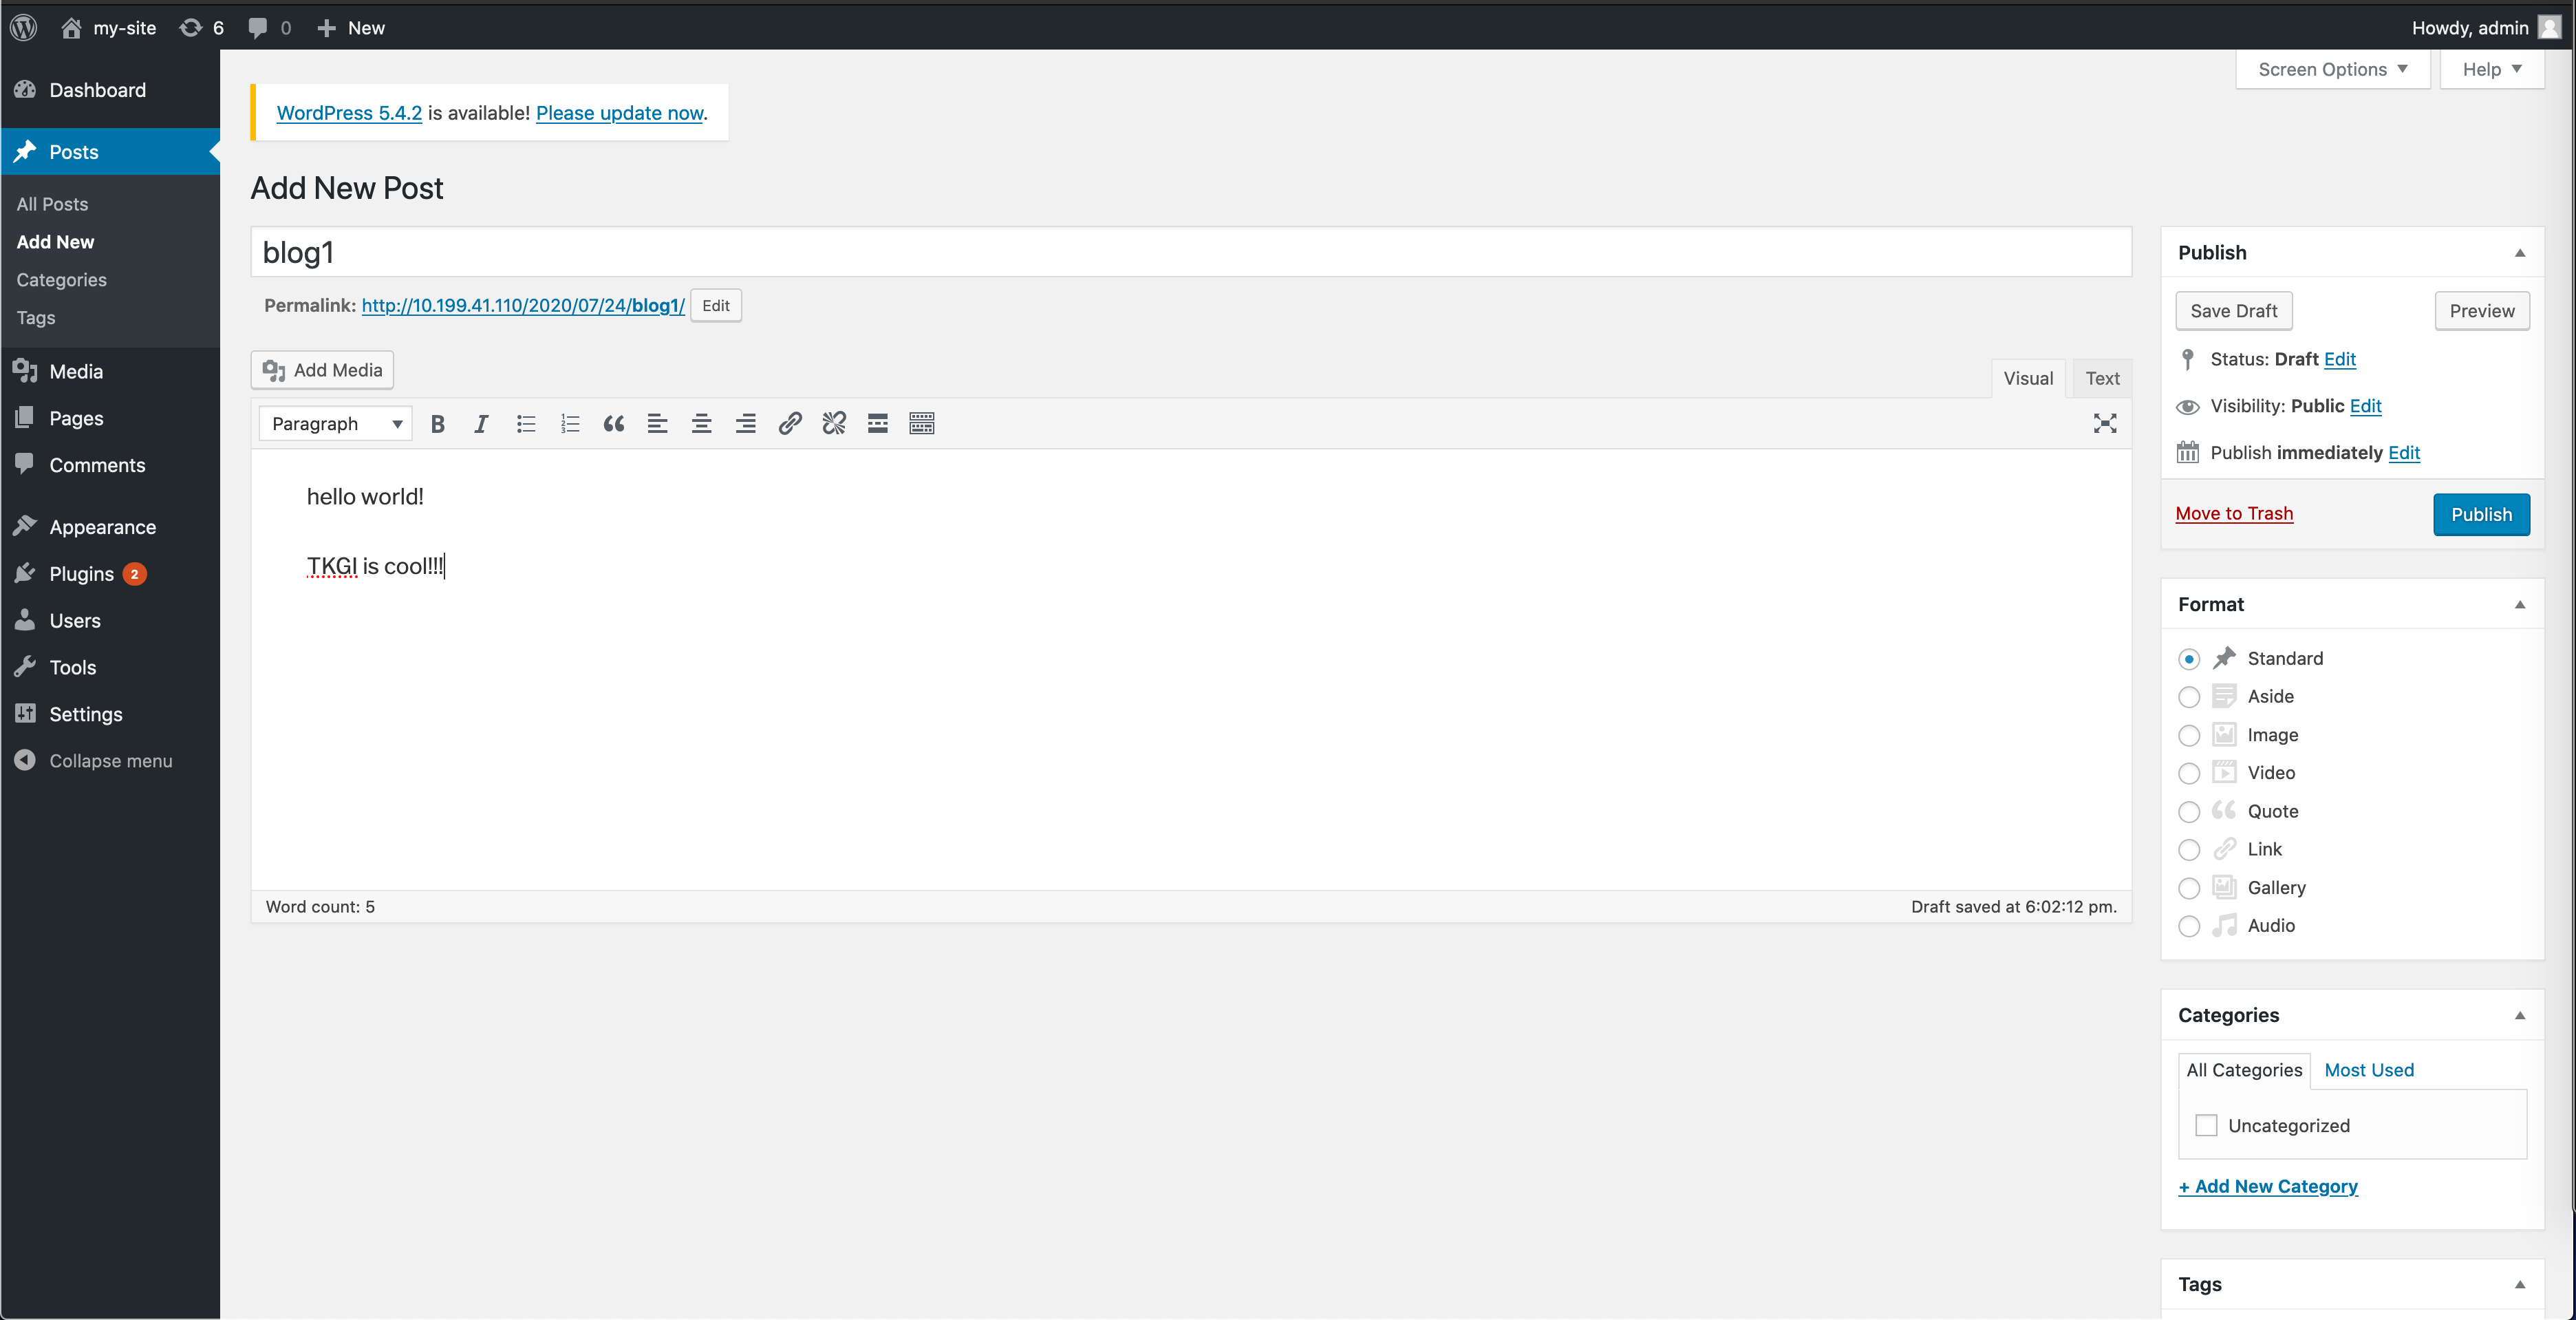 my-site 6 0 New Howdy, admin
Screen Options Help
Dashboard
Posts
All Posts
Add New
Categories
Tags
Media
Pages
Comments
Appearance
Plugins 2
Users
Tools
Settings
Collapse menu
WordPress 5.4.2 is available! Please update now.
Add New Post
blog1
Permalink: http://10.199.41.110/2020/07/24/blog1/ Edit
Add Media
Visual Text
Paragraph
hello world!
TKGI is cool!!!
Word count: 5 Draft saved at 6:02:12 pm.
Publish
Save Draft Preview
Status: Draft Edit
Visibility: Public Edit
Publish immediately Edit
Move to Trash Publish
Format
Standard
Aside
Image
Video
Quote
Link
Gallery
Audio
Categories
All Categories Most Used
Uncategorized
+ Add New Category
Tags